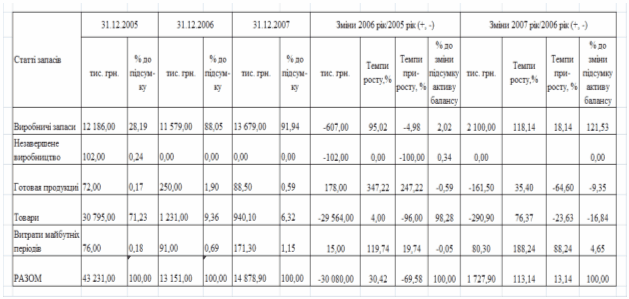 31.12.2005 31.12.2006 31.12.2007 Зміни 2006 рік/2005 рік (+, -) Зміни 2007 рік/2006 рік (+, -)
Статті запасів тис. грн. % до підсум-ку тис. грн. % до підсум-ку тис. грн. % до підсум-ку тис. грн. Темпи росту,% Темпи при-росту, % % до зміни підсумку активу балансу тис. грн. Темпи росту,% Темпи при-росту, % % до зміни підсумку активу балансу
Виробничі запаси 12 186,00 28,19 11 579,00 88,05 13 679,00 91,94 -607,00 95,02 -4,98 2,02 2 100,00 118,14 18,14 121,53
Незавершене
виробництво 102,00 0,24 0,00 0,00 0,00 0,00 -102,00 0,00 -100,00 0,34 0,00 0,00
Готовая продукциї 72,00 0,17 250,00 1,90 88,50 0,59 178,00 347,22 247,22 -0,59 -161,50 35,40 -64,60 -9,35
Товари 30 795,00 71,23 1 231,00 9,36 940,10 6,32 -29 564,00 4,00 -96,00 98,28 -290,90 76,37 -23,63 -16,84
Витрати майбутніх
періодів 76,00 0,18 91,00 0,69 171,30 1,15 15,00 119,74 19,74 -0,05 80,30 188,24 88,24 4,65
РАЗОМ 43 231,00 100,00 13 151,00 100,00 14 878,90 100,00 -30 080,00 30,42 -69,58 100,00 1 727,90 113,14 13,14 100,00